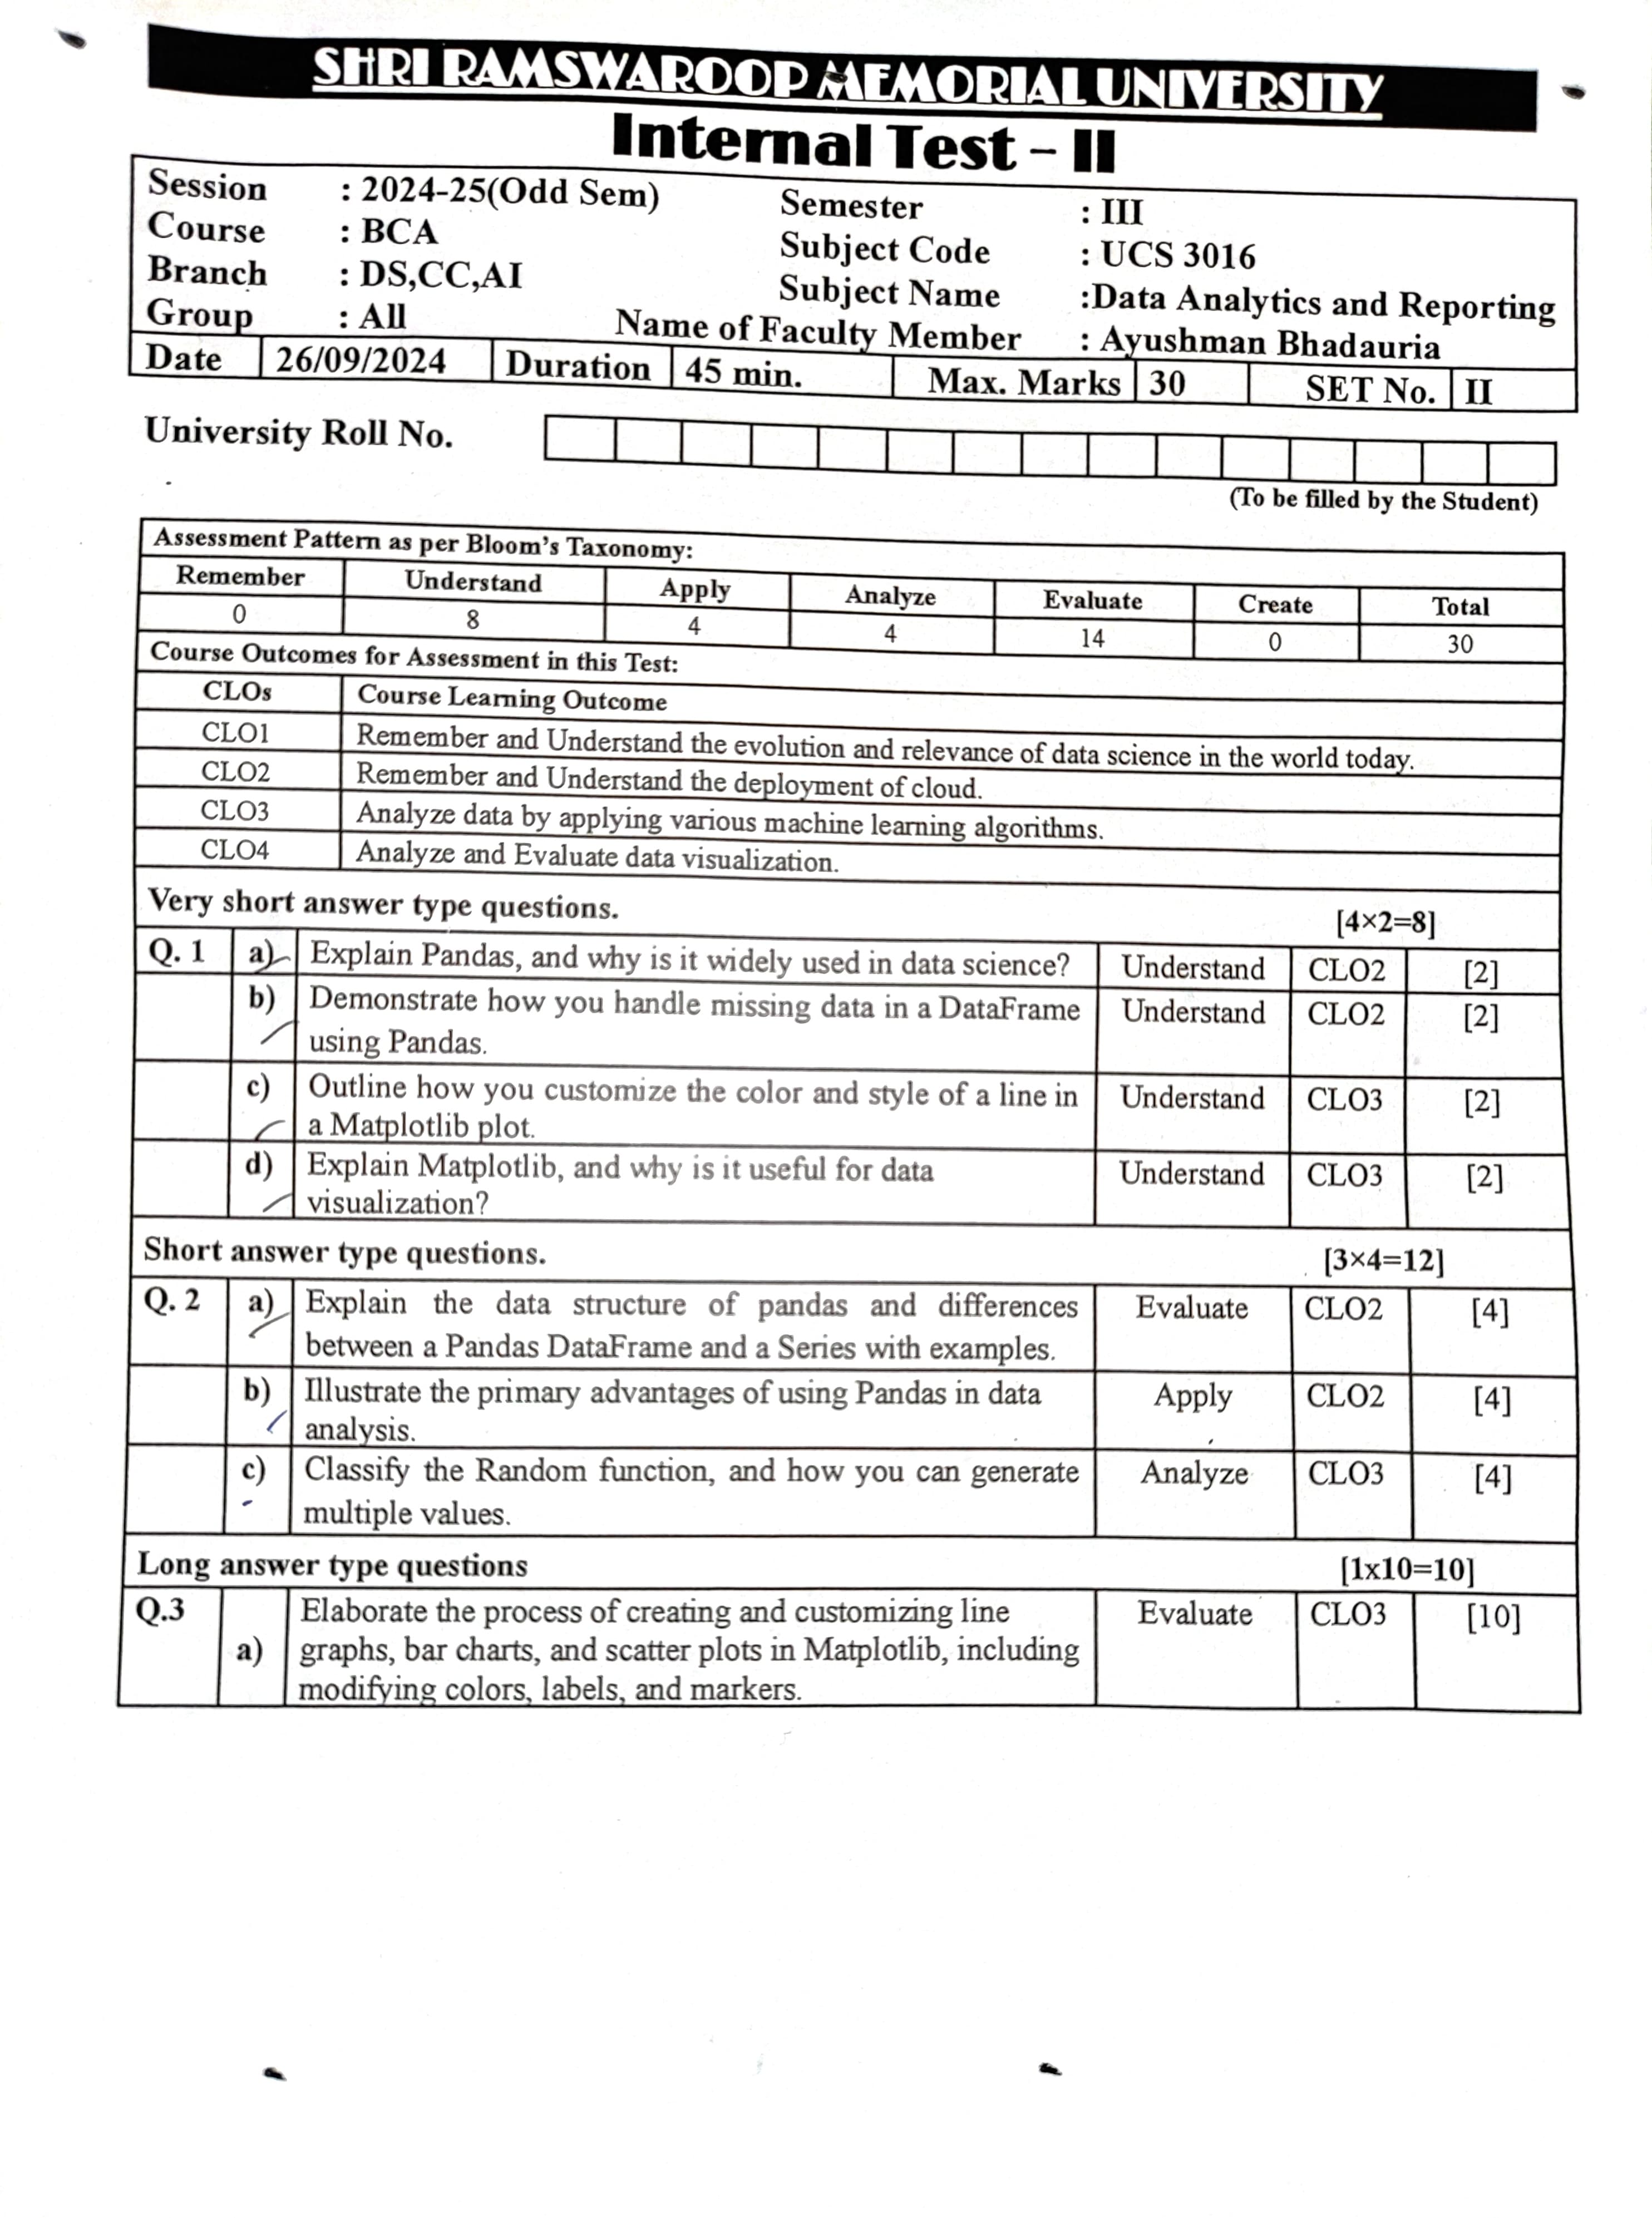 SHRI RAMSWAROOP MEMORIAL UNIVERSITY
Internal Test – II
Session : 2024-25(Odd Sem) Semester : III
Course : BCA Subject Code : UCS 3016
Branch : DS,CC,AI Subject Name :Data Analytics and Reporting
Group : All Name of Faculty Member : Ayushman Bhadauria
Date 26/09/2024 Duration 45 min. Max. Marks 30 SET No. II
University Roll No.
(To be filled by the Student)
Assessment Pattern as per Bloom's Taxonomy:
Remember Understand Apply Analyze Evaluate Create Total
0 8 4 4 14 0 30
Course Outcomes for Assessment in this Test:
CLOs Course Learning Outcome
CLO1 Remember and Understand the evolution and relevance of data science in the world today.
CLO2 Remember and Understand the deployment of cloud.
CLO3 Analyze data by applying various machine learning algorithms.
CLO4 Analyze and Evaluate data visualization.
Very short answer type questions. [4×2=8]
Q. 1 a) Explain Pandas, and why is it widely used in data science? Understand CLO2 [2]
b) Demonstrate how you handle missing data in a DataFrame Understand CLO2 [2]
using Pandas.
c) Outline how you customize the color and style of a line in Understand CLO3 [2]
a Matplotlib plot.
d) Explain Matplotlib, and why is it useful for data Understand CLO3 [2]
visualization?
Short answer type questions. [3×4=12]
Q. 2 a) Explain the data structure of pandas and differences Evaluate CLO2 [4]
between a Pandas DataFrame and a Series with examples.
b) Illustrate the primary advantages of using Pandas in data Apply CLO2 [4]
analysis.
c) Classify the Random function, and how you can generate Analyze CLO3 [4]
multiple values.
Long answer type questions [1x10=10]
Q.3 Elaborate the process of creating and customizing line Evaluate CLO3 [10]
a) graphs, bar charts, and scatter plots in Matplotlib, including
modifying colors, labels, and markers.